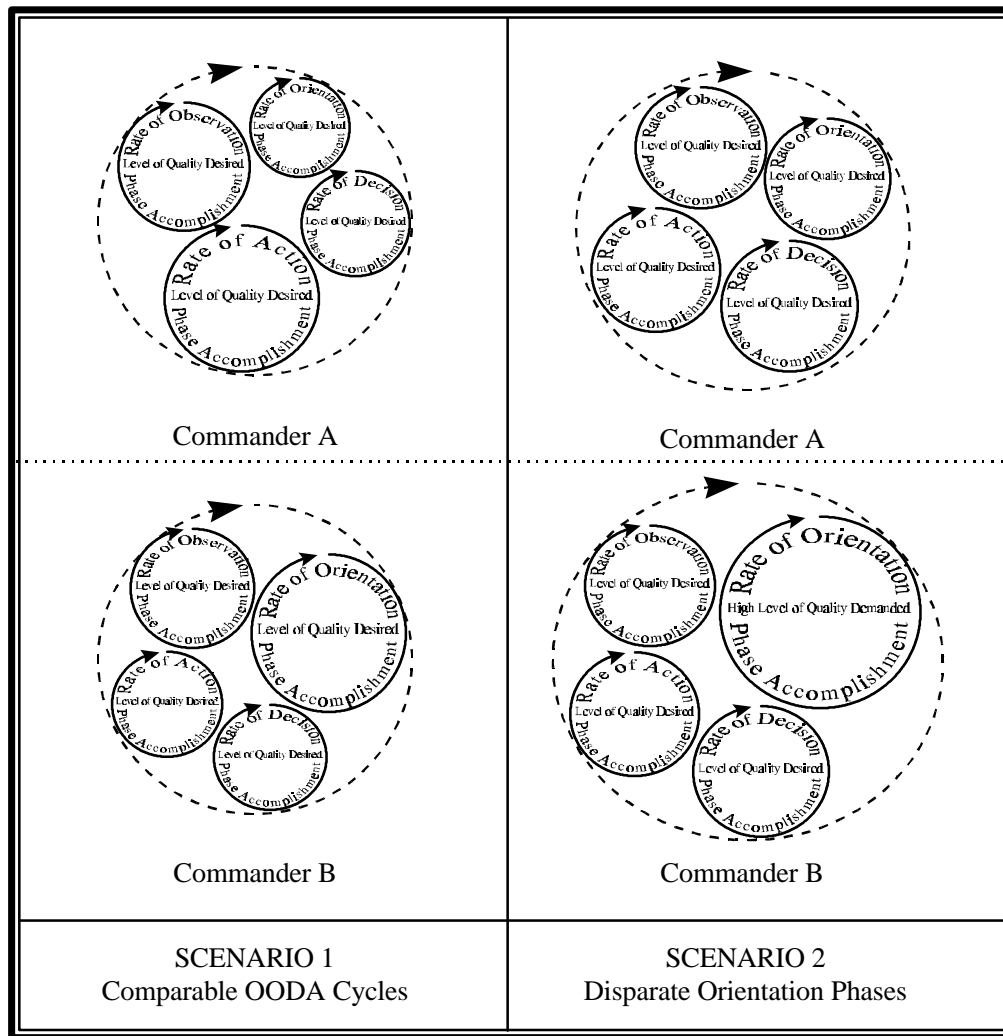 Rate of Observation
Level of Quality Desired
Phase Accomplishment
Rate of Orientation
Level of Quality Desired
Phase Accomplishment
Rate of Decision
Level of Quality Desired
Phase Accomplishment
Rate of Action
Level of Quality Desired
Phase Accomplishment
Commander A
Rate of Observation
Level of Quality Desired
Phase Accomplishment
Rate of Orientation
Level of Quality Desired
Phase Accomplishment
Rate of Action
Level of Quality Desired
Phase Accomplishment
Rate of Decision
Level of Quality Desired
Phase Accomplishment
Commander A
Rate of Observation
Level of Quality Desired
Phase Accomplishment
Rate of Orientation
Level of Quality Desired
Phase Accomplishment
Rate of Action
Level of Quality Desired
Phase Accomplishment
Rate of Decision
Level of Quality Desired
Phase Accomplishment
Commander B
Rate of Observation
Level of Quality Desired
Phase Accomplishment
Rate of Orientation
High Level of Quality Demanded
Phase Accomplishment
Rate of Action
Level of Quality Desired
Phase Accomplishment
Rate of Decision
Level of Quality Desired
Phase Accomplishment
Commander B
SCENARIO 1
Comparable OODA Cycles
SCENARIO 2
Disparate Orientation Phases